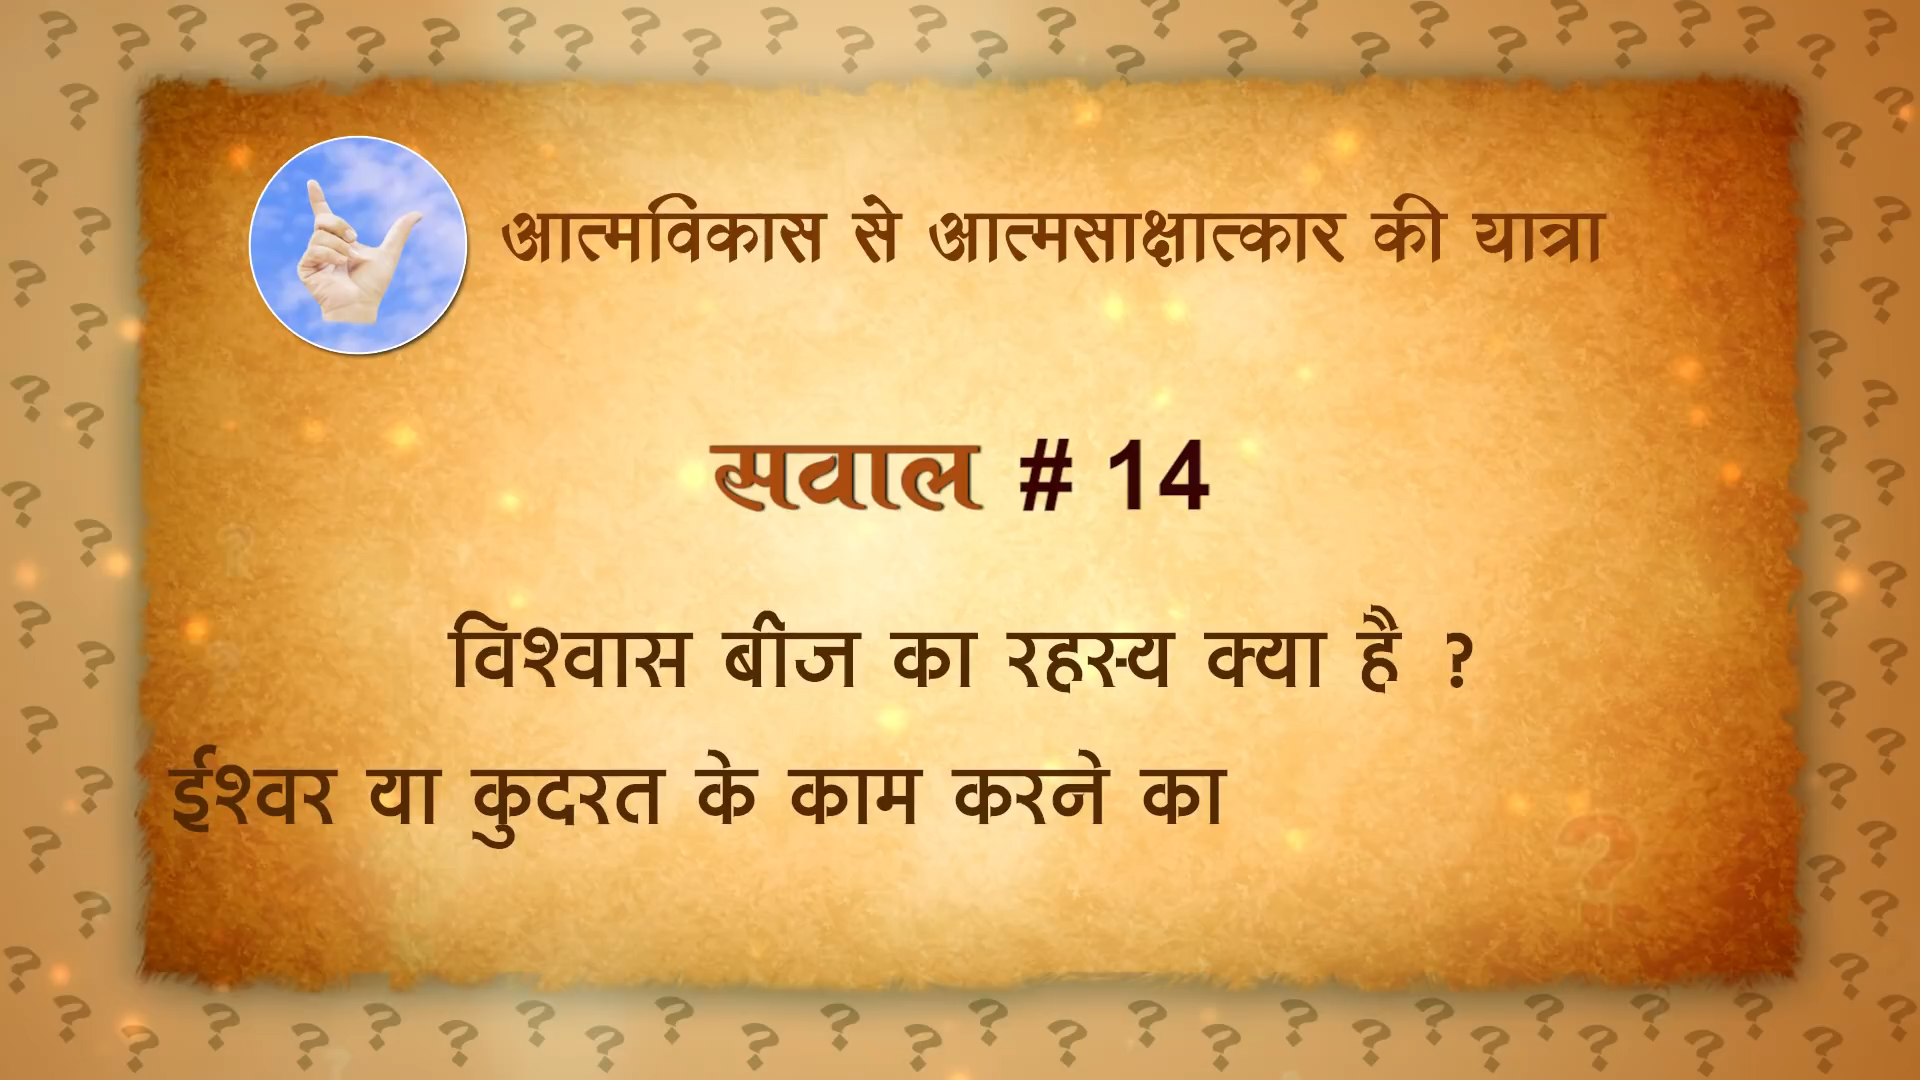 आत्मविकास से आत्मसाक्षात्कार की यात्रा
सवाल # 14
विश्वास बीज का रहस्य क्या है ?
ईश्वर या कुदरत के काम करने का